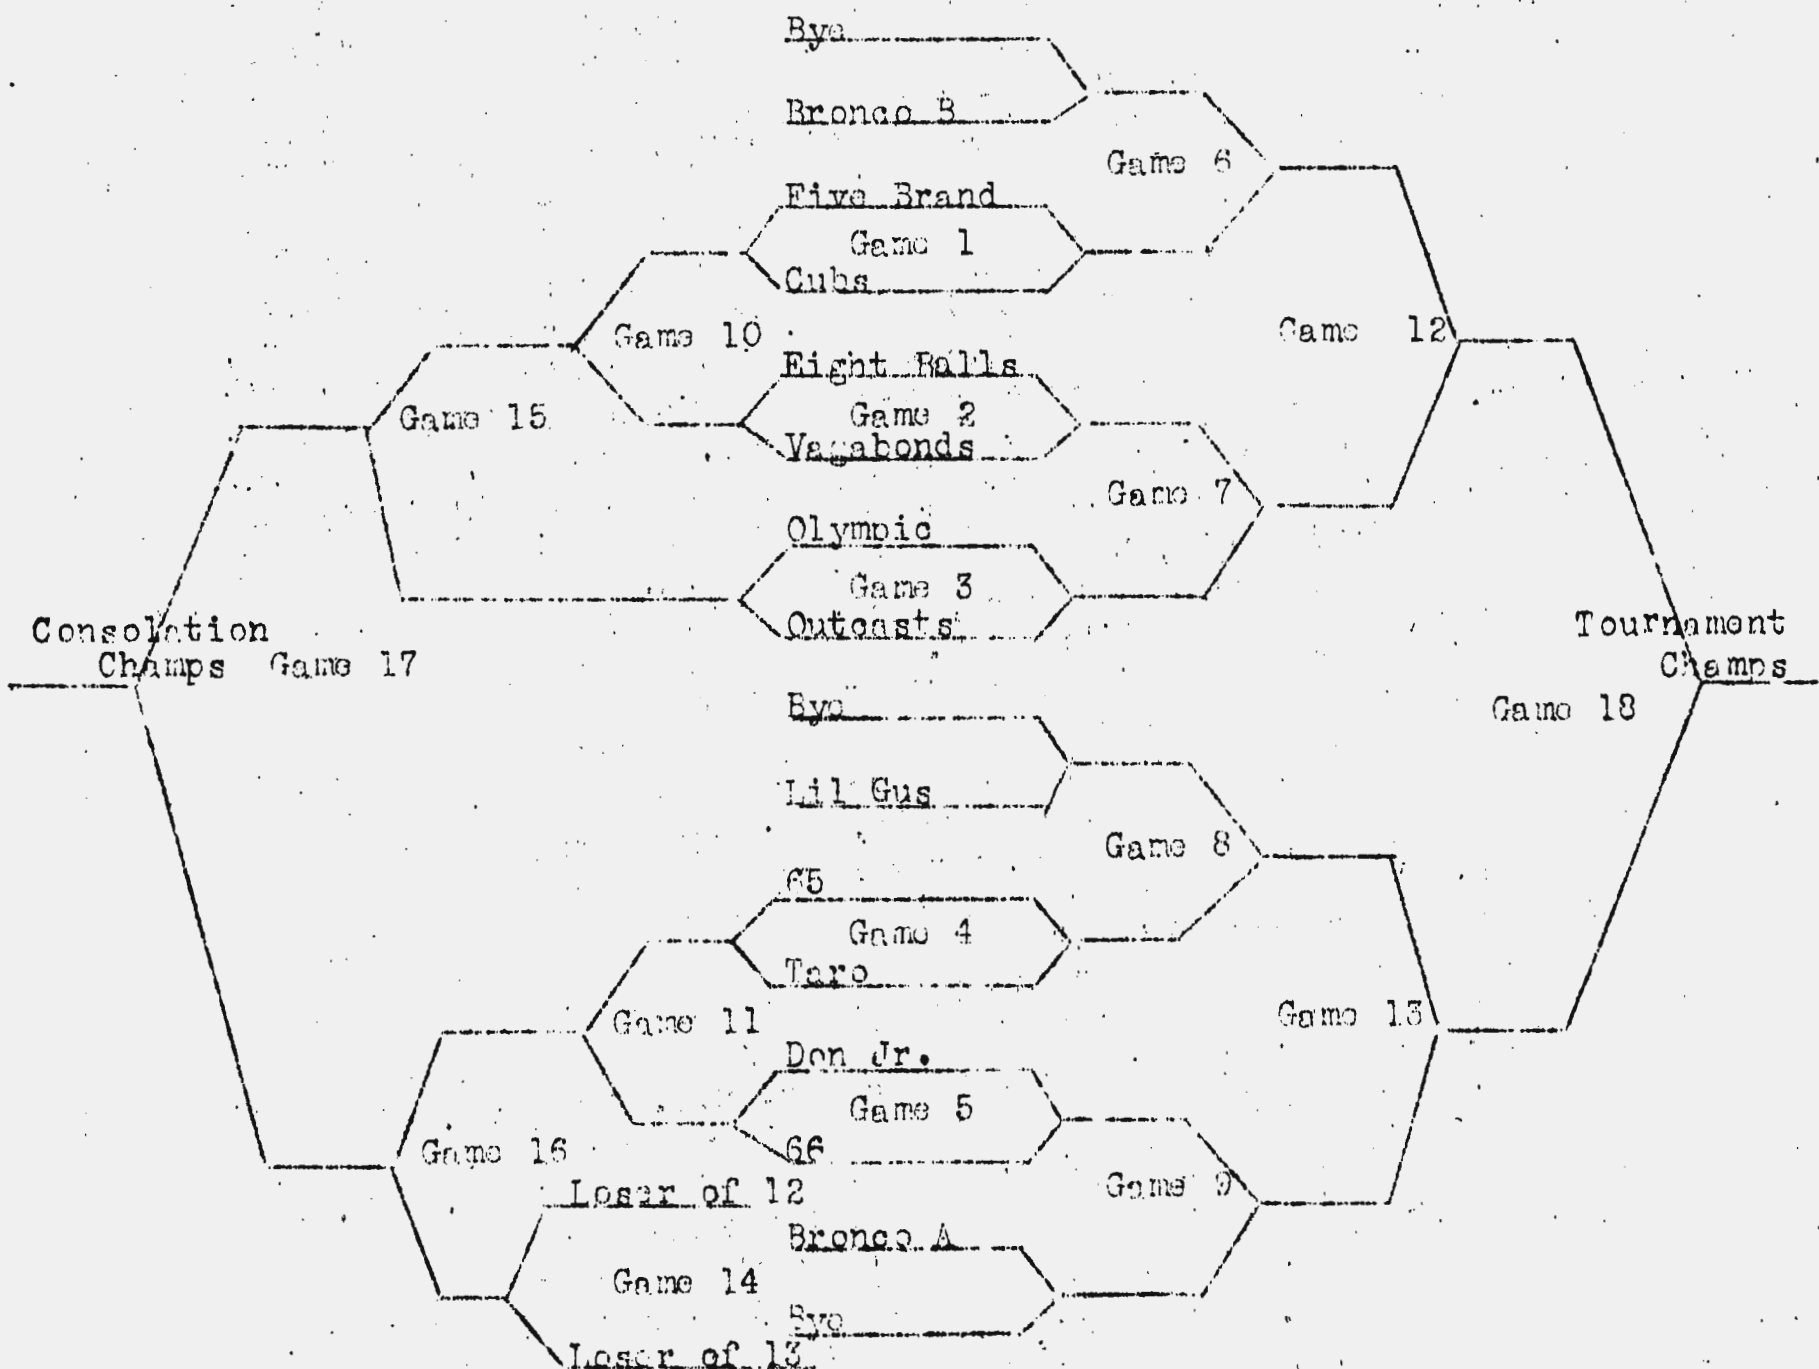 Bye
Bronco B
Game 6
Five Brand
Game 1
Cubs
Game 10
Game 12
Eight Balls
Game 15
Game 2
Vagabonds
Game 7
Olympic
Game 3
Outcasts
Consolation
Champs Game 17
Tournament
Champs
Game 18
Bye
Lil Gus
Game 8
65
Game 4
Taro
Game 11
Game 13
Don Jr.
Game 5
Game 16
66
Game 9
Loser of 12
Bronco A
Game 14
Bye
Loser of 13